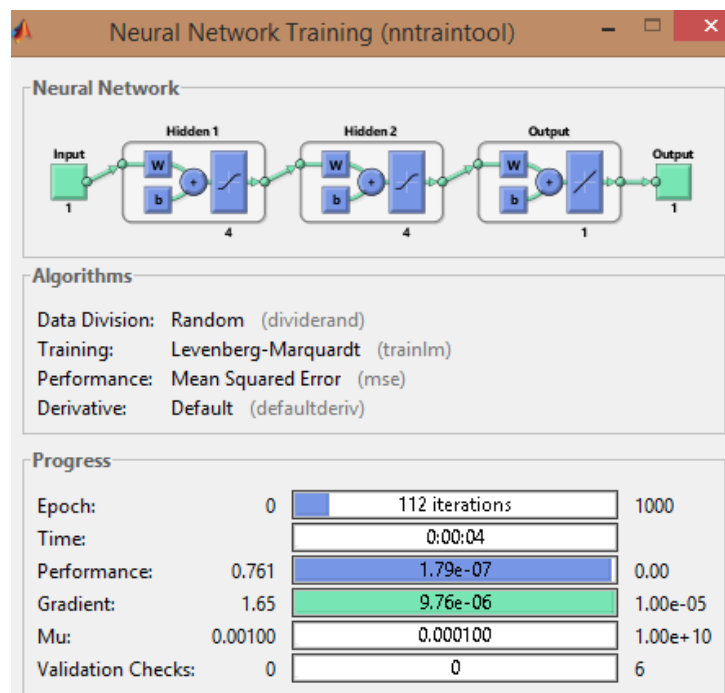 Neural Network Training (nntraintool)
Neural Network
Hidden 1 Hidden 2 Output
Input Output
W W W
+ + +
b b b
1 1
4 4 1
Algorithms
Data Division: Random (dividerand)
Training: Levenberg-Marquardt (trainlm)
Performance: Mean Squared Error (mse)
Derivative: Default (defaultderiv)
Progress
Epoch: 0 112 iterations 1000
Time: 0:00:04
Performance: 0.761 1.79e-07 0.00
Gradient: 1.65 9.76e-06 1.00e-05
Mu: 0.00100 0.000100 1.00e+10
Validation Checks: 0 0 6